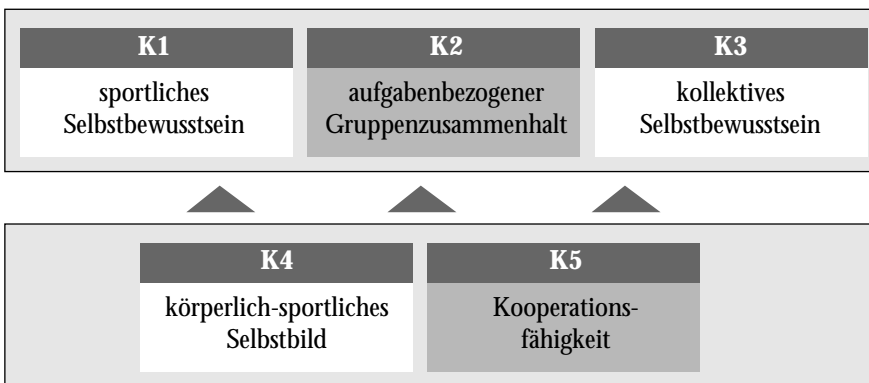 K1
sportliches
Selbstbewusstsein
K2
aufgabenbezogener
Gruppenzusammenhalt
K3
kollektives
Selbstbewusstsein
K4
körperlich-sportliches
Selbstbild
K5
Kooperations-
fähigkeit